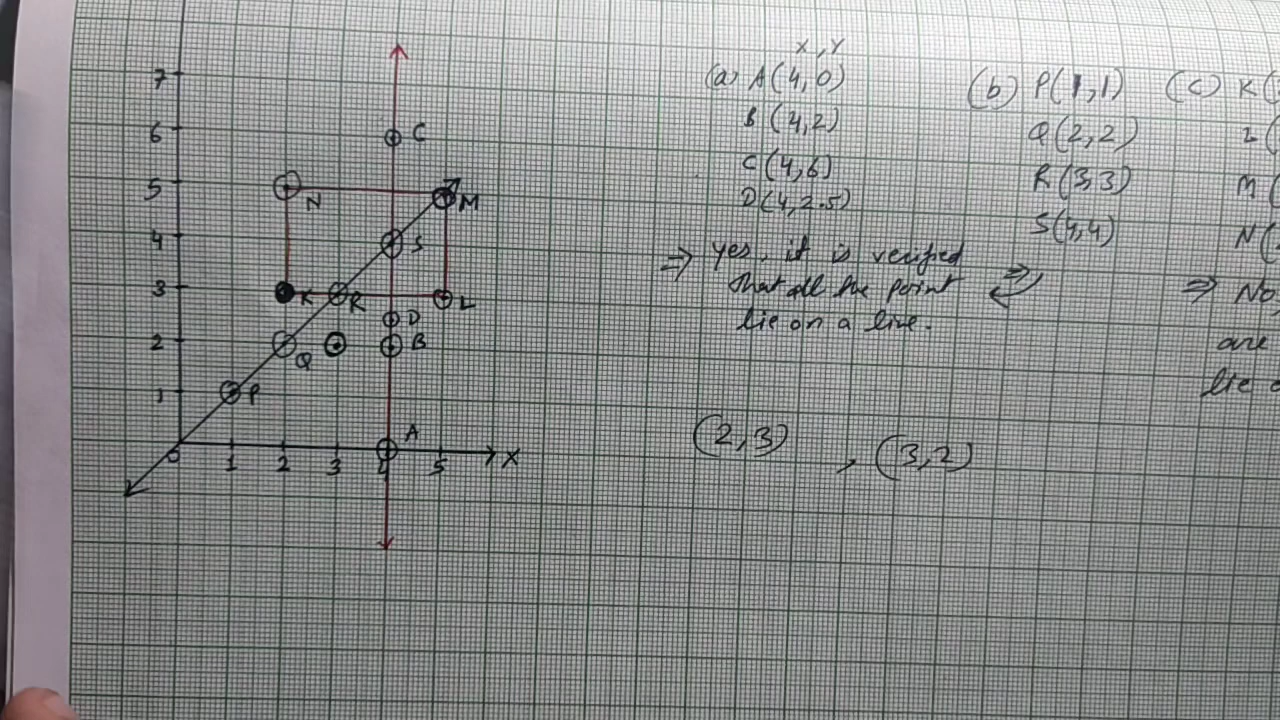 X, Y
(a) A(4,0)
B(4,2)
C(4,6)
D(4,2.5)
⇒ yes, it is verified
that all the point
lie on a line.
(b) P(1,1)
Q(2,2)
R(3,3)
S(4,4)
⇒
(c) K(
L(
M(
N(
⇒ No,
are
lie
(2,3) , (3,2)
7
6 C
5 N M
4 S
3 K R L
D
2 Q B
1 P
A
0 1 2 3 4 5 X